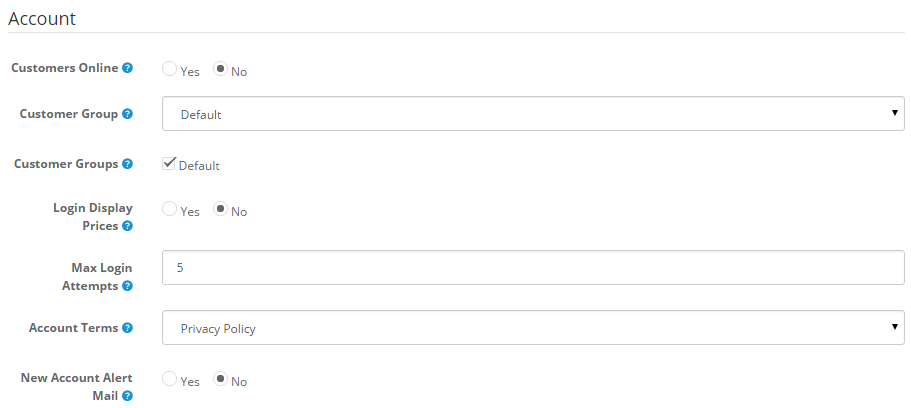 Account
Customers Online ?
Yes No
Customer Group ?
Default
Customer Groups ?
Default
Login Display
Prices ?
Yes No
Max Login
Attempts ?
5
Account Terms ?
Privacy Policy
New Account Alert
Mail ?
Yes No